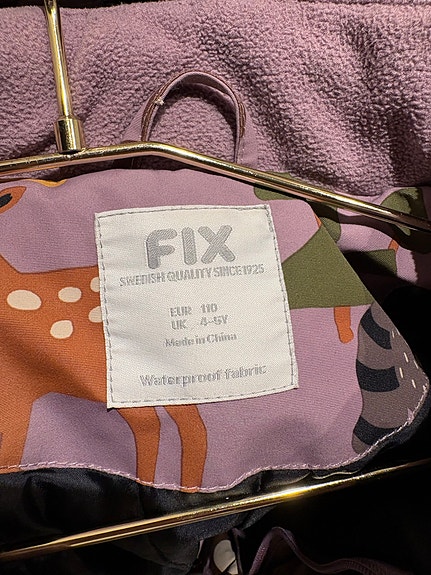 FIX
SWEDISH QUALITY SINCE 1925
EUR 110
UK 4-5Y
Made in China
Waterproof fabric